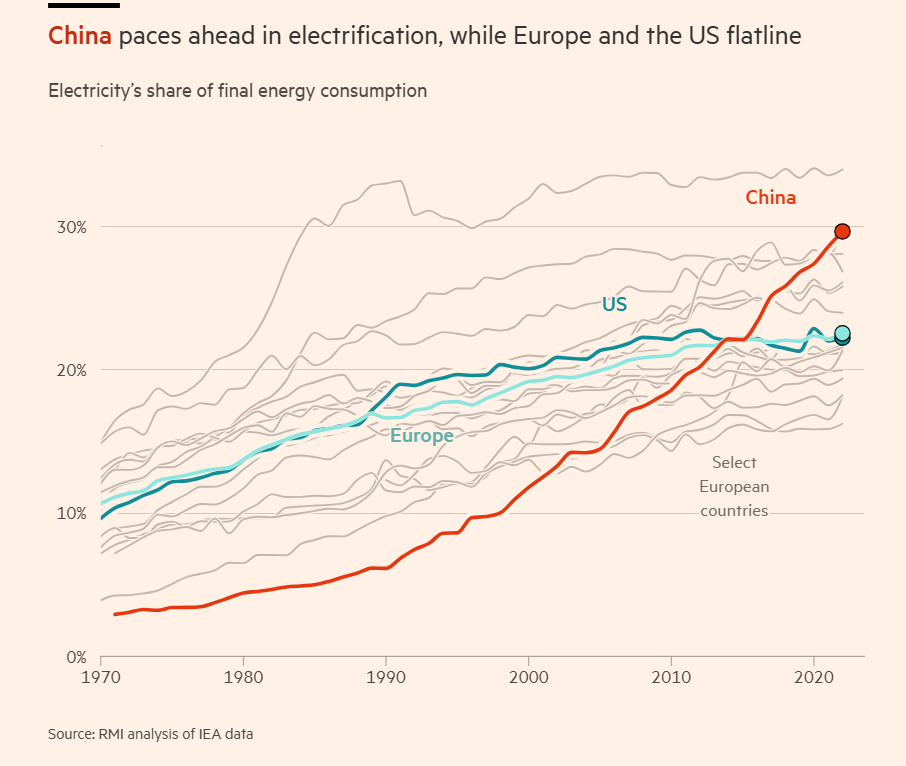 China paces ahead in electrification, while Europe and the US flatline
Electricity’s share of final energy consumption
China
30%
US
20%
Europe
Select
European
countries
10%
0%
1970 1980 1990 2000 2010 2020
Source: RMI analysis of IEA data